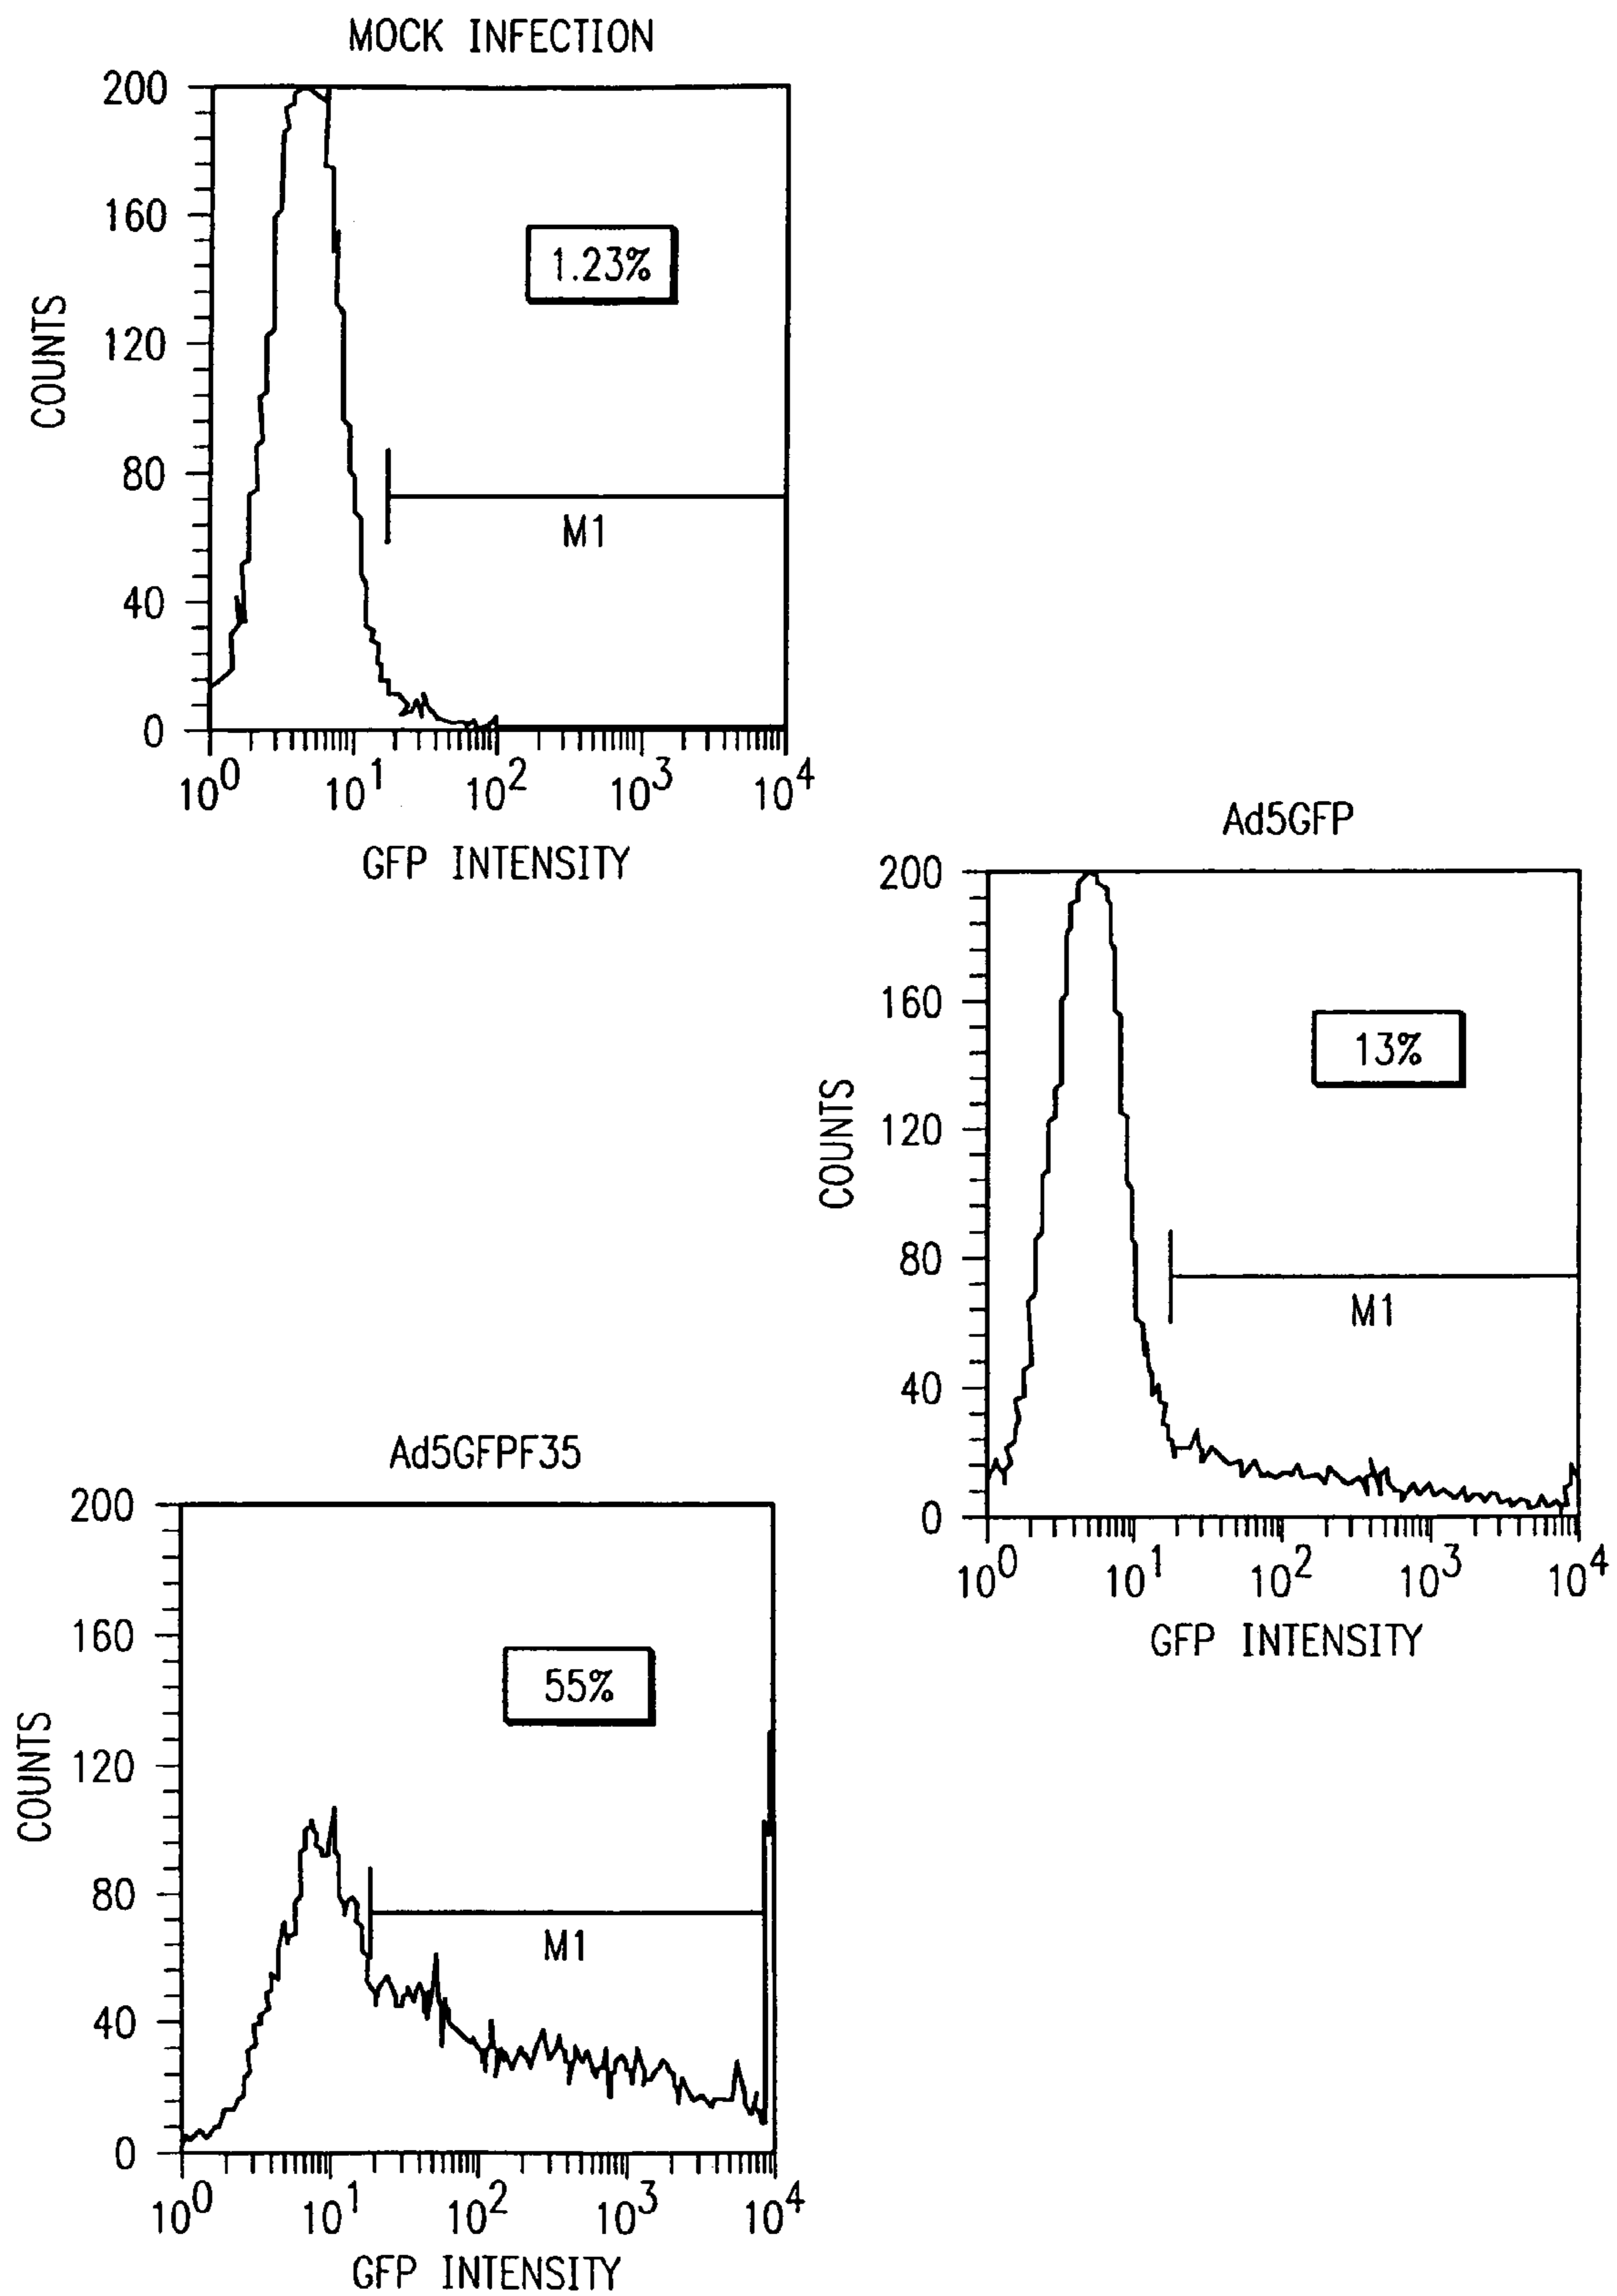 MOCK INFECTION
200
160
120
80
40
0
COUNTS
1.23%
M1
10^0 10^1 10^2 10^3 10^4
GFP INTENSITY
Ad5GFP
200
160
120
80
40
0
COUNTS
13%
M1
10^0 10^1 10^2 10^3 10^4
GFP INTENSITY
Ad5GFPF35
200
160
120
80
40
0
COUNTS
55%
M1
10^0 10^1 10^2 10^3 10^4
GFP INTENSITY